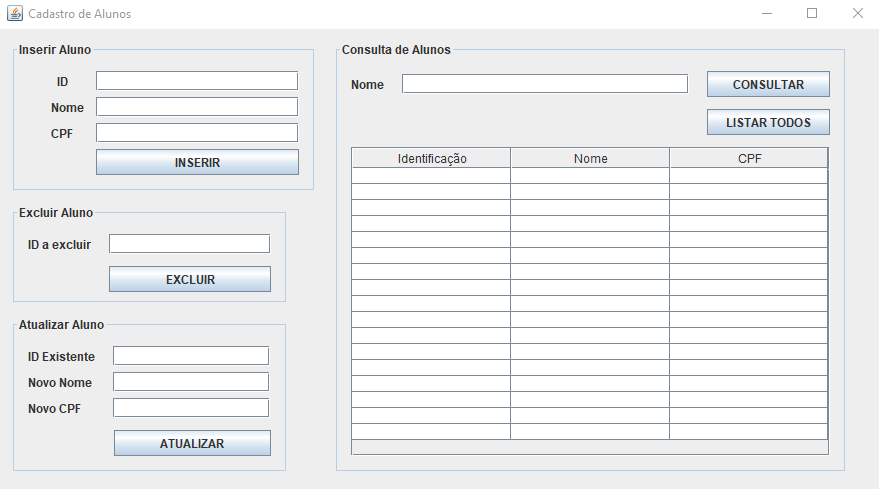 Cadastro de Alunos
Inserir Aluno
ID
Nome
CPF
INSERIR
Excluir Aluno
ID a excluir
EXCLUIR
Atualizar Aluno
ID Existente
Novo Nome
Novo CPF
ATUALIZAR
Consulta de Alunos
Nome
CONSULTAR
LISTAR TODOS
Identificação Nome CPF